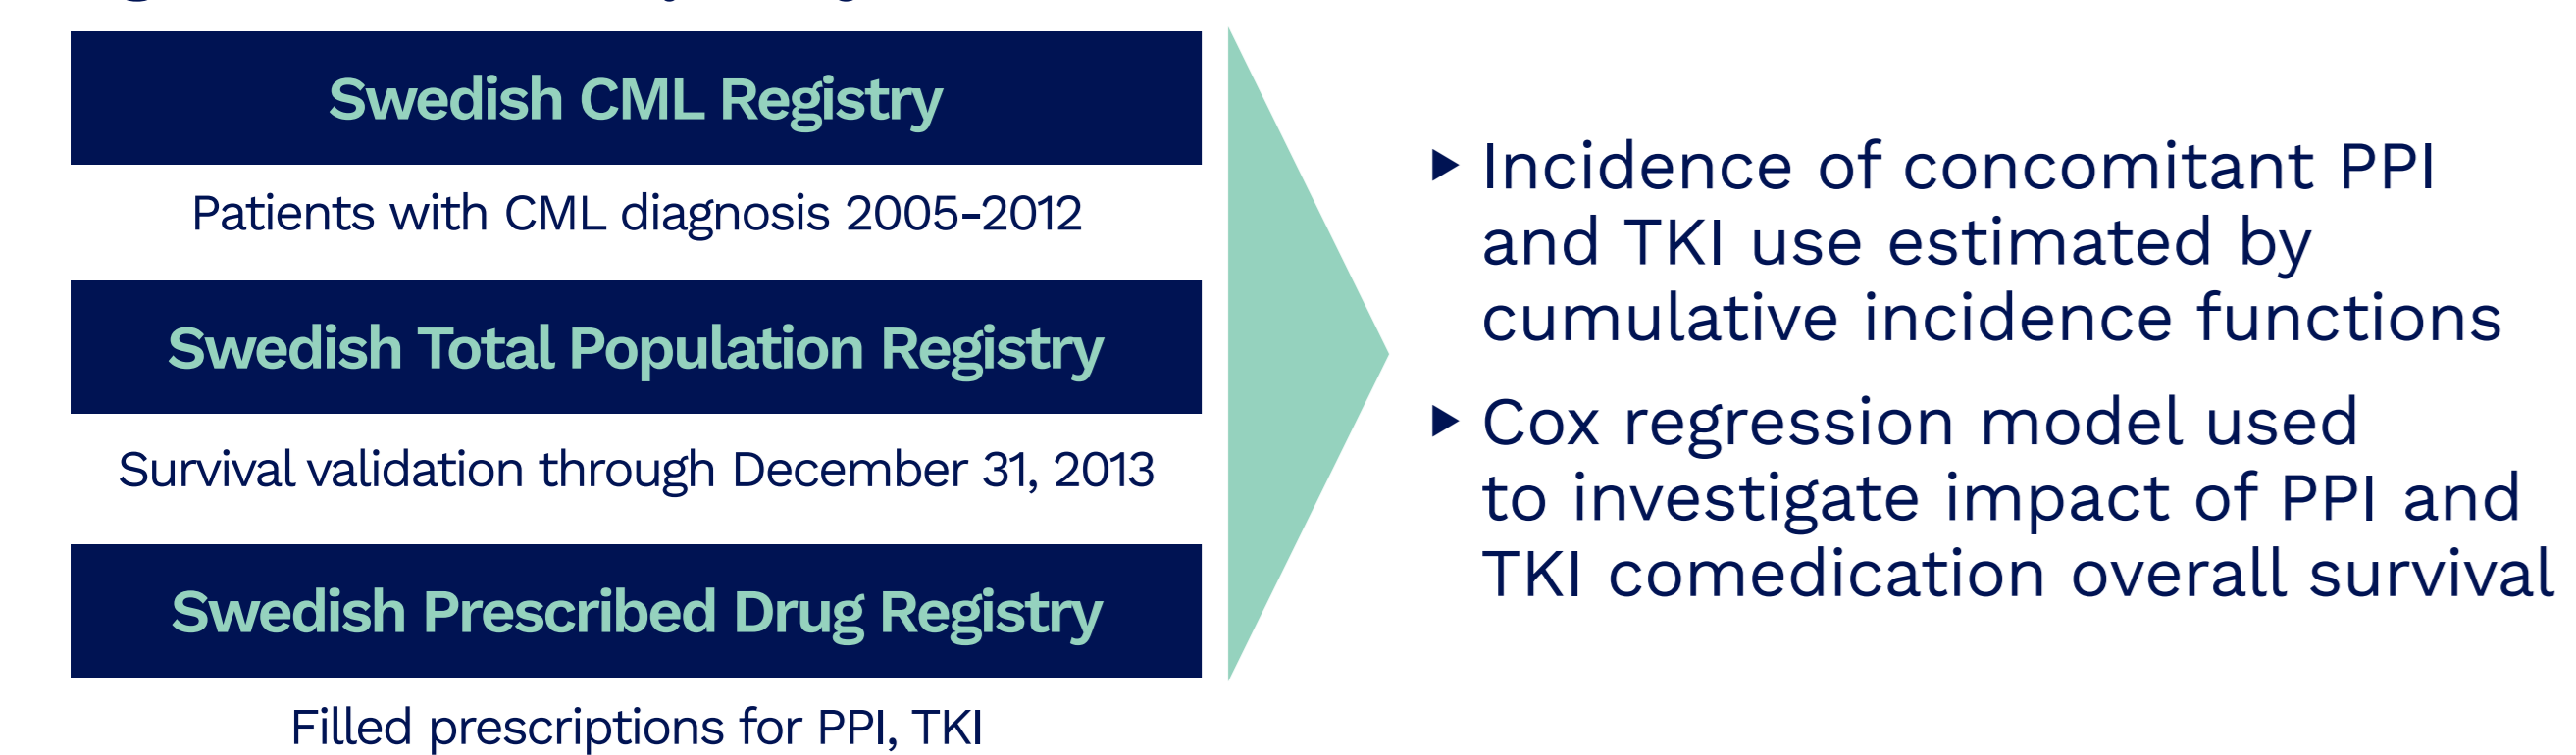 Swedish CML Registry
Patients with CML diagnosis 2005-2012
Swedish Total Population Registry
Survival validation through December 31, 2013
Swedish Prescribed Drug Registry
Filled prescriptions for PPI, TKI
Incidence of concomitant PPI
and TKI use estimated by
cumulative incidence functions
Cox regression model used
to investigate impact of PPI and
TKI comedication overall survival